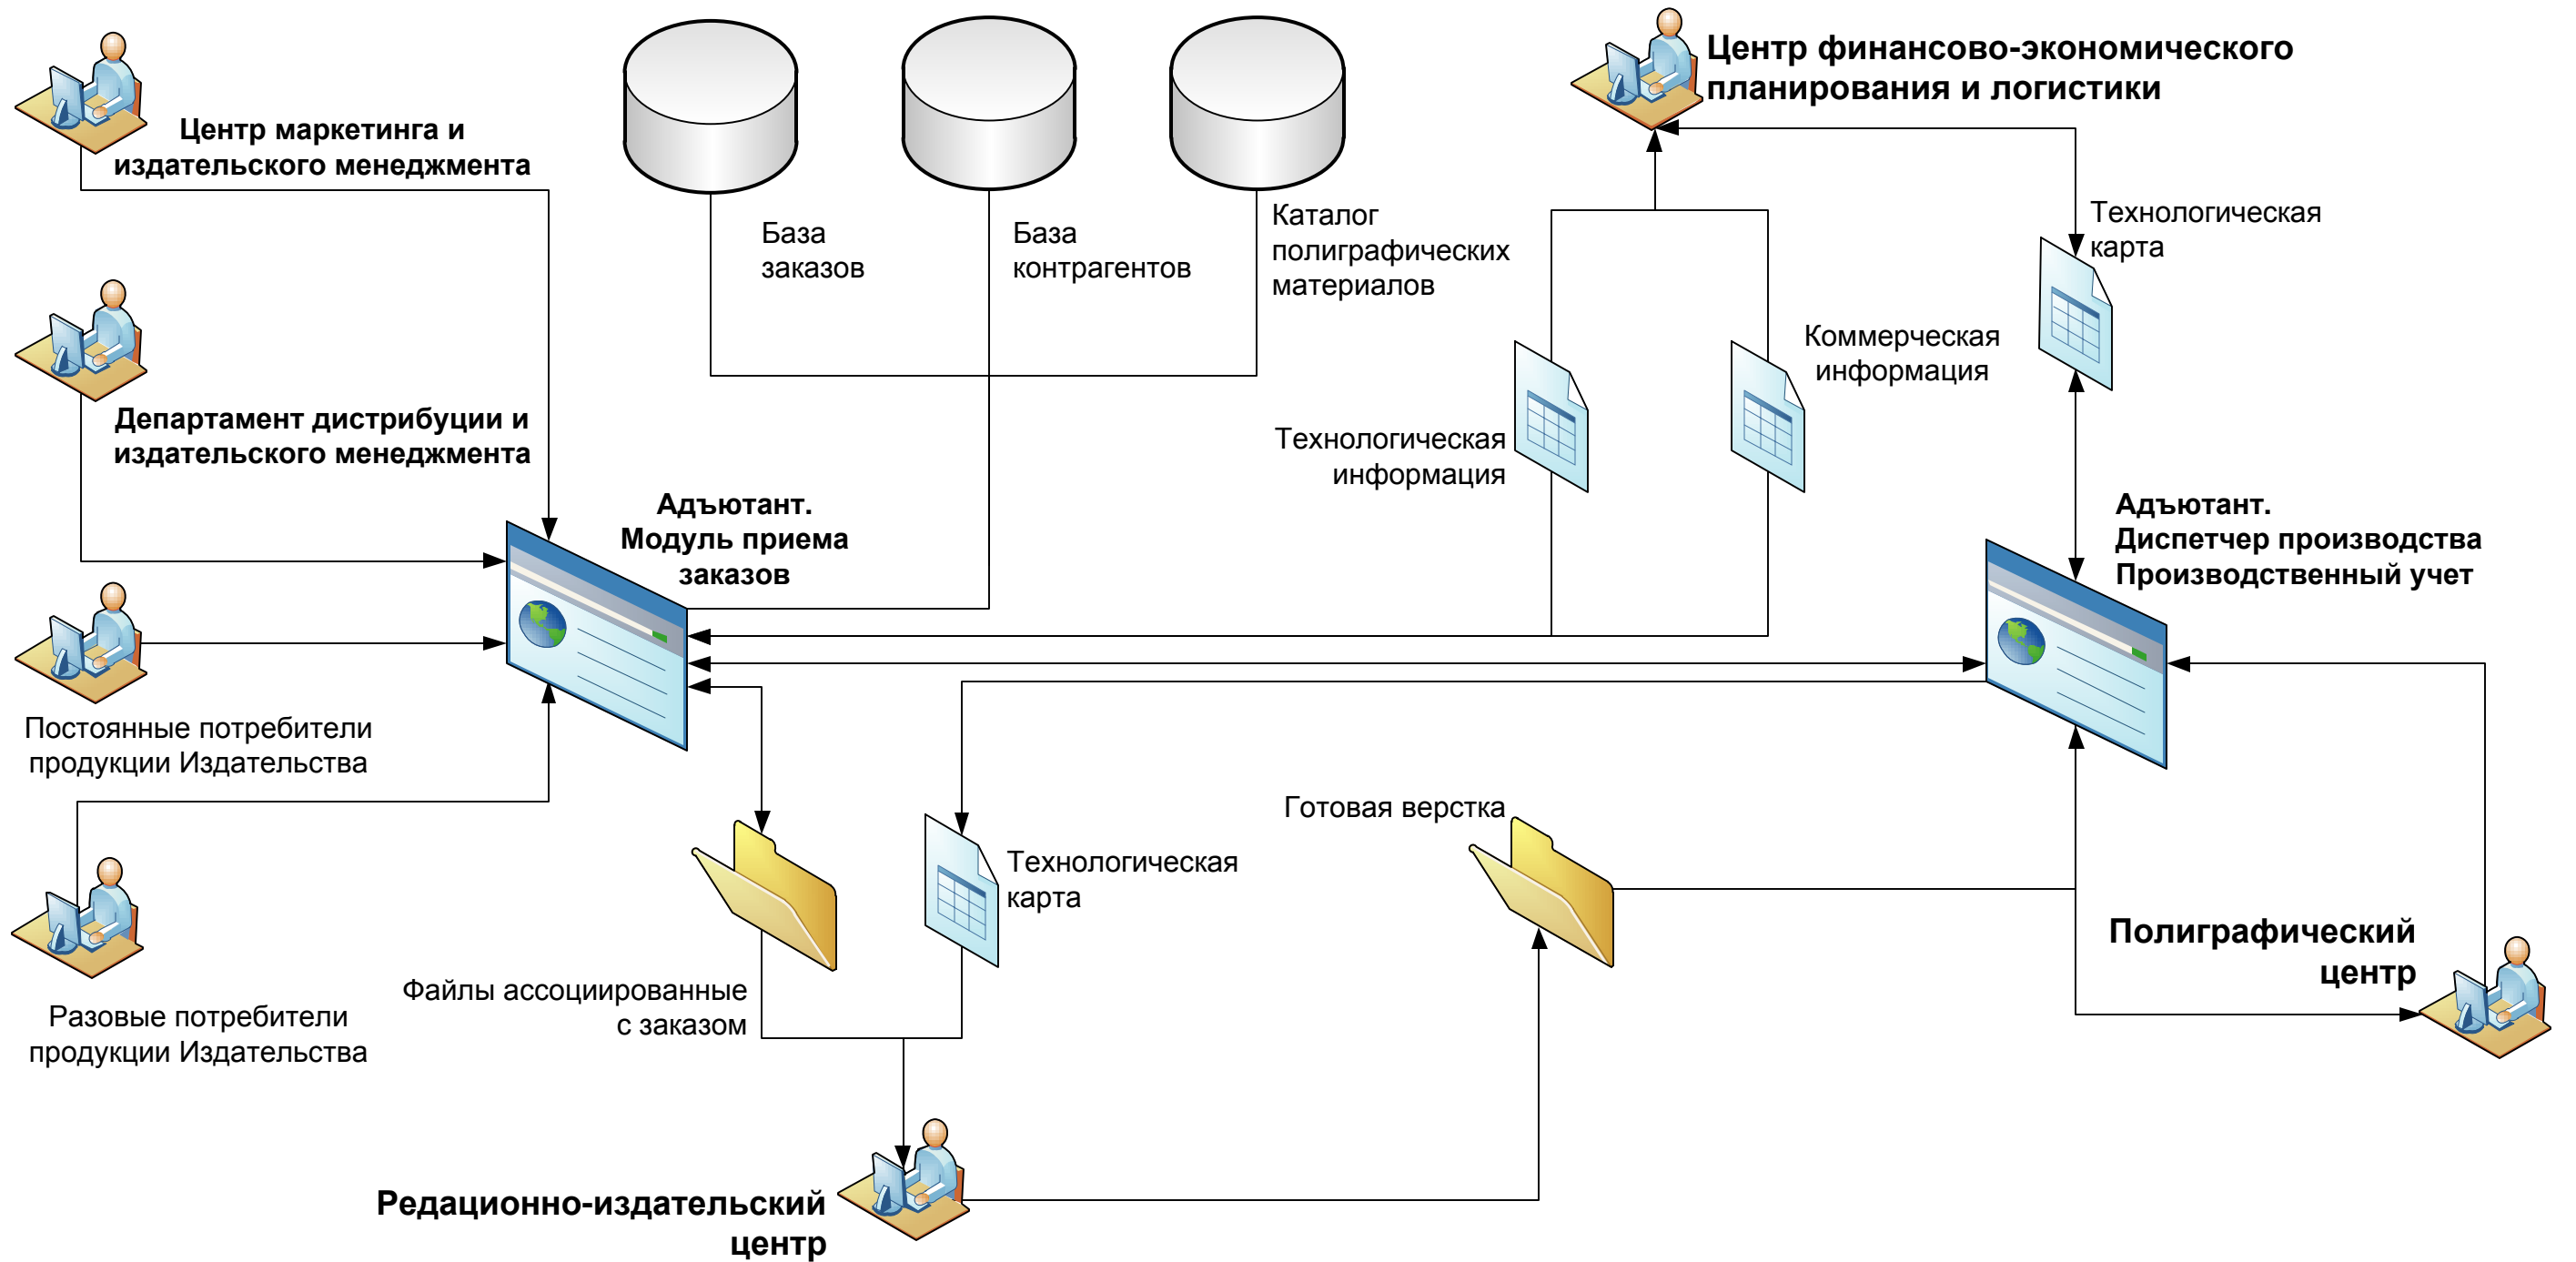 Центр финансово-экономического
планирования и логистики
Центр маркетинга и
издательского менеджмента
База
заказов
База
контрагентов
Каталог
полиграфических
материалов
Технологическая
карта
Коммерческая
информация
Департамент дистрибуции и
издательского менеджмента
Технологическая
информация
Адъютант.
Модуль приема
заказов
Адъютант.
Диспетчер производства
Производственный учет
Постоянные потребители
продукции Издательства
Готовая верстка
Технологическая
карта
Полиграфический
центр
Файлы ассоциированные
с заказом
Разовые потребители
продукции Издательства
Редационно-издательский
центр